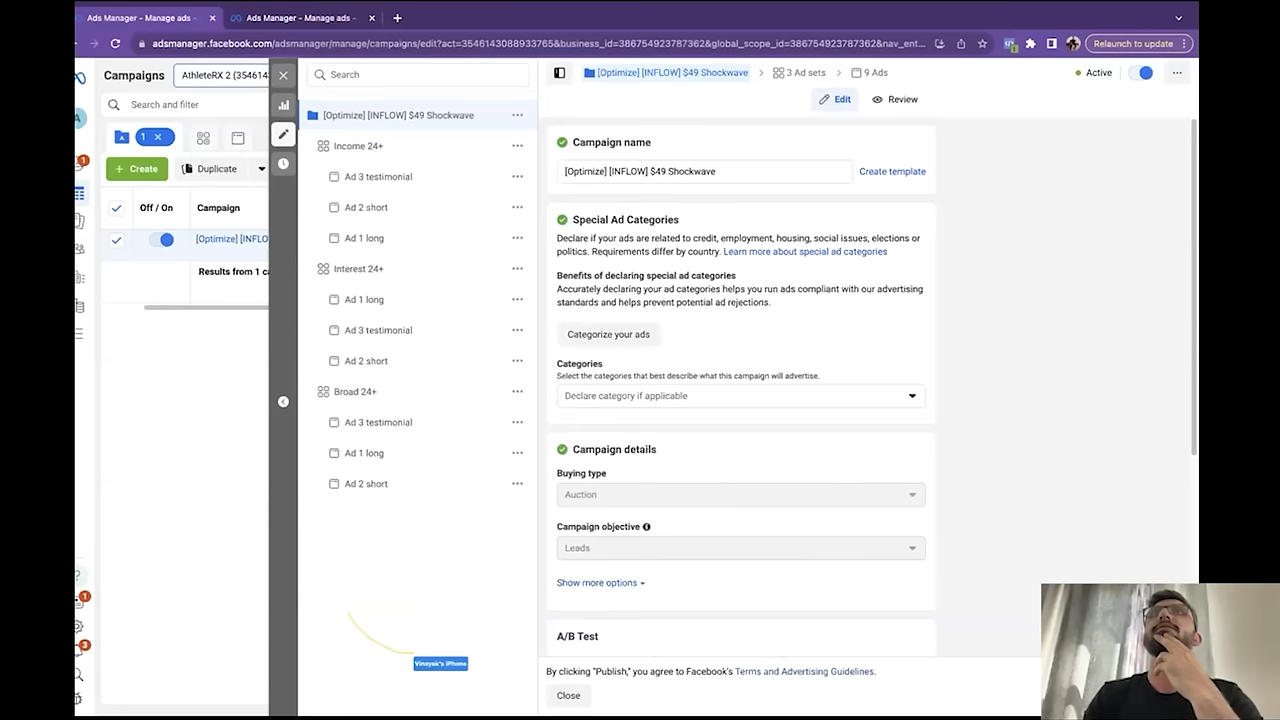 Ads Manager - Manage ads -
Ads Manager - Manage ads -
adsmanager.facebook.com/adsmanager/manage/campaigns/edit?act=3546143088933765&business_id=386754923787362&global_scope_id=386754923787362&nav_ent...
Relaunch to update
Campaigns
AthleteRX 2 (354614
Search and filter
1
Create
Duplicate
Off / On
Campaign
[Optimize] [INFLO
Results from 1 ca
1
1
3
Search
[Optimize] [INFLOW] $49 Shockwave
Income 24+
Ad 3 testimonial
Ad 2 short
Ad 1 long
Interest 24+
Ad 1 long
Ad 3 testimonial
Ad 2 short
Broad 24+
Ad 3 testimonial
Ad 1 long
Ad 2 short
Vinayak's iPhone
[Optimize] [INFLOW] $49 Shockwave
3 Ad sets
9 Ads
Active
Edit
Review
Campaign name
[Optimize] [INFLOW] $49 Shockwave
Create template
Special Ad Categories
Declare if your ads are related to credit, employment, housing, social issues, elections or
politics. Requirements differ by country. Learn more about special ad categories
Benefits of declaring special ad categories
Accurately declaring your ad categories helps you run ads compliant with our advertising
standards and helps prevent potential ad rejections.
Categorize your ads
Categories
Select the categories that best describe what this campaign will advertise.
Declare category if applicable
Campaign details
Buying type
Auction
Campaign objective
Leads
Show more options
A/B Test
By clicking "Publish," you agree to Facebook's Terms and Advertising Guidelines.
Close